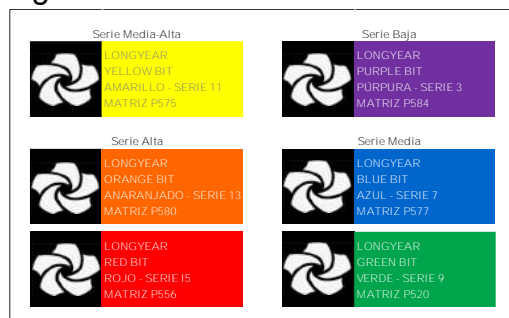 Serie Media-Alta
LONGYEAR
YELLOW BIT
AMARILLO - SERIE 11
MATRIZ P575
Serie Baja
LONGYEAR
PURPLE BIT
PÚRPURA - SERIE 3
MATRIZ P584
Serie Alta
LONGYEAR
ORANGE BIT
ANARANJADO - SERIE 13
MATRIZ P580
Serie Media
LONGYEAR
BLUE BIT
AZUL - SERIE 7
MATRIZ P577
LONGYEAR
RED BIT
ROJO - SERIE I5
MATRIZ P556
LONGYEAR
GREEN BIT
VERDE - SERIE 9
MATRIZ P520